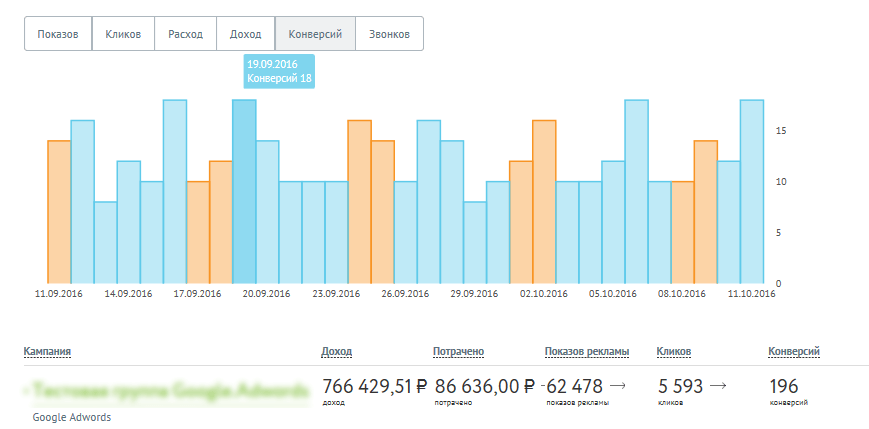 Показов Кликов Расход Доход Конверсий Звонков
19.09.2016
Конверсий 18
15
10
5
0
11.09.2016 14.09.2016 17.09.2016 20.09.2016 23.09.2016 26.09.2016 29.09.2016 02.10.2016 05.10.2016 08.10.2016 11.10.2016
Кампания Доход Потрачено Показов рекламы Кликов Конверсий
766 429,51 ₽ 86 636,00 ₽ -62 478 → 5 593 → 196
доход потрачено показов рекламы кликов конверсий
Google Adwords